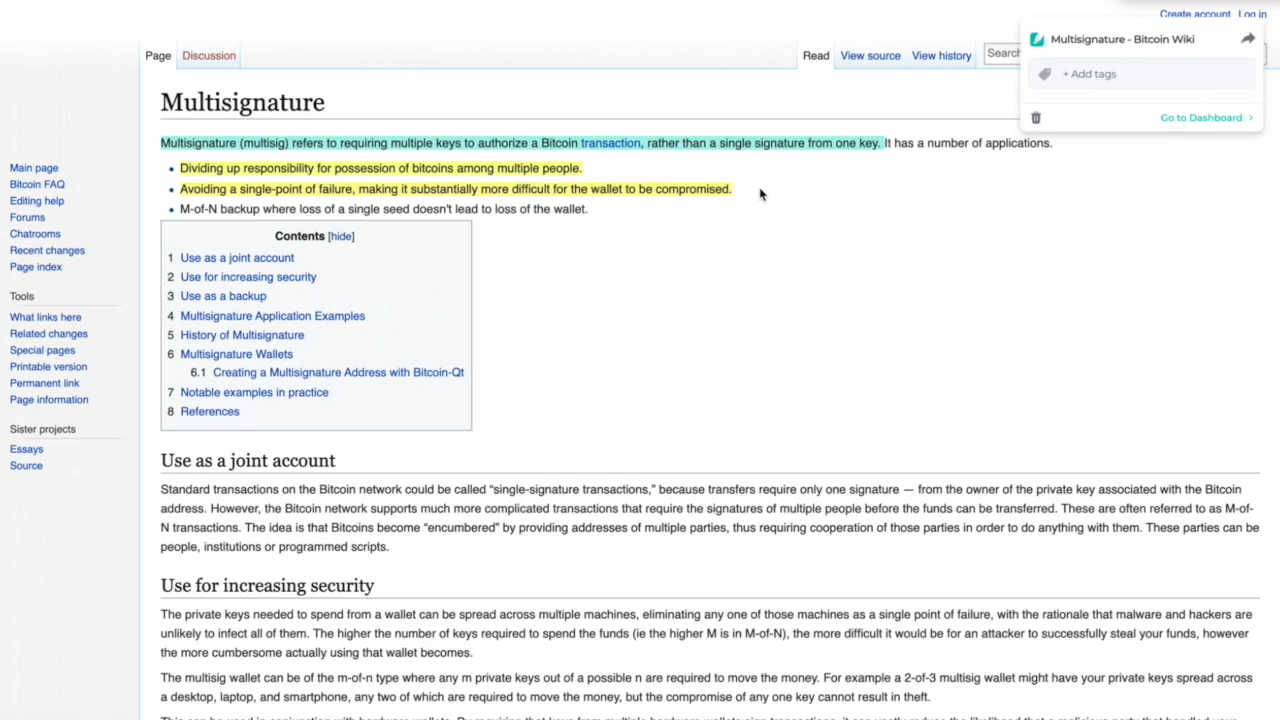 Create account Log in
Multisignature - Bitcoin Wiki
+ Add tags
Go to Dashboard
Page Discussion Read View source View history
Multisignature
Multisignature (multisig) refers to requiring multiple keys to authorize a Bitcoin transaction, rather than a single signature from one key. It has a number of applications.
• Dividing up responsibility for possession of bitcoins among multiple people.
• Avoiding a single-point of failure, making it substantially more difficult for the wallet to be compromised.
• M-of-N backup where loss of a single seed doesn't lead to loss of the wallet.
Main page
Bitcoin FAQ
Editing help
Forums
Chatrooms
Recent changes
Page index
Tools
What links here
Related changes
Special pages
Printable version
Permanent link
Page information
Sister projects
Essays
Source
Contents [hide]
1 Use as a joint account
2 Use for increasing security
3 Use as a backup
4 Multisignature Application Examples
5 History of Multisignature
6 Multisignature Wallets
6.1 Creating a Multisignature Address with Bitcoin-Qt
7 Notable examples in practice
8 References
Use as a joint account
Standard transactions on the Bitcoin network could be called “single-signature transactions,” because transfers require only one signature — from the owner of the private key associated with the Bitcoin
address. However, the Bitcoin network supports much more complicated transactions that require the signatures of multiple people before the funds can be transferred. These are often referred to as M-of-
N transactions. The idea is that Bitcoins become “encumbered” by providing addresses of multiple parties, thus requiring cooperation of those parties in order to do anything with them. These parties can be
people, institutions or programmed scripts.
Use for increasing security
The private keys needed to spend from a wallet can be spread across multiple machines, eliminating any one of those machines as a single point of failure, with the rationale that malware and hackers are
unlikely to infect all of them. The higher the number of keys required to spend the funds (ie the higher M is in M-of-N), the more difficult it would be for an attacker to successfully steal your funds, however
the more cumbersome actually using that wallet becomes.
The multisig wallet can be of the m-of-n type where any m private keys out of a possible n are required to move the money. For example a 2-of-3 multisig wallet might have your private keys spread across
a desktop, laptop, and smartphone, any two of which are required to move the money, but the compromise of any one key cannot result in theft.